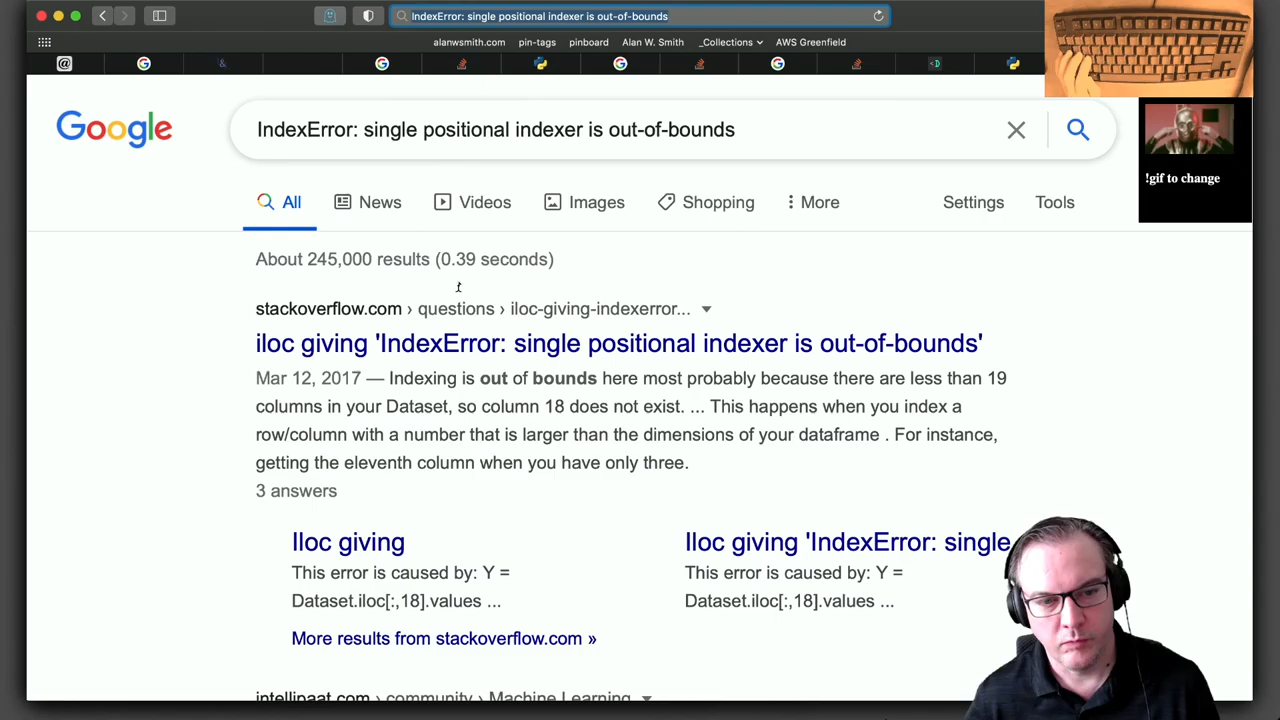 IndexError: single positional indexer is out-of-bounds
alanwsmith.com pin-tags pinboard Alan W. Smith _Collections AWS Greenfield
Google
IndexError: single positional indexer is out-of-bounds
!gif to change
All News Videos Images Shopping More Settings Tools
About 245,000 results (0.39 seconds)
stackoverflow.com › questions › iloc-giving-indexerror...
iloc giving 'IndexError: single positional indexer is out-of-bounds'
Mar 12, 2017 — Indexing is out of bounds here most probably because there are less than 19
columns in your Dataset, so column 18 does not exist. ... This happens when you index a
row/column with a number that is larger than the dimensions of your dataframe . For instance,
getting the eleventh column when you have only three.
3 answers
Iloc giving
This error is caused by: Y =
Dataset.iloc[:,18].values ...
Iloc giving 'IndexError: single
This error is caused by: Y =
Dataset.iloc[:,18].values ...
More results from stackoverflow.com »
intellipaat.com › community › Machine Learning